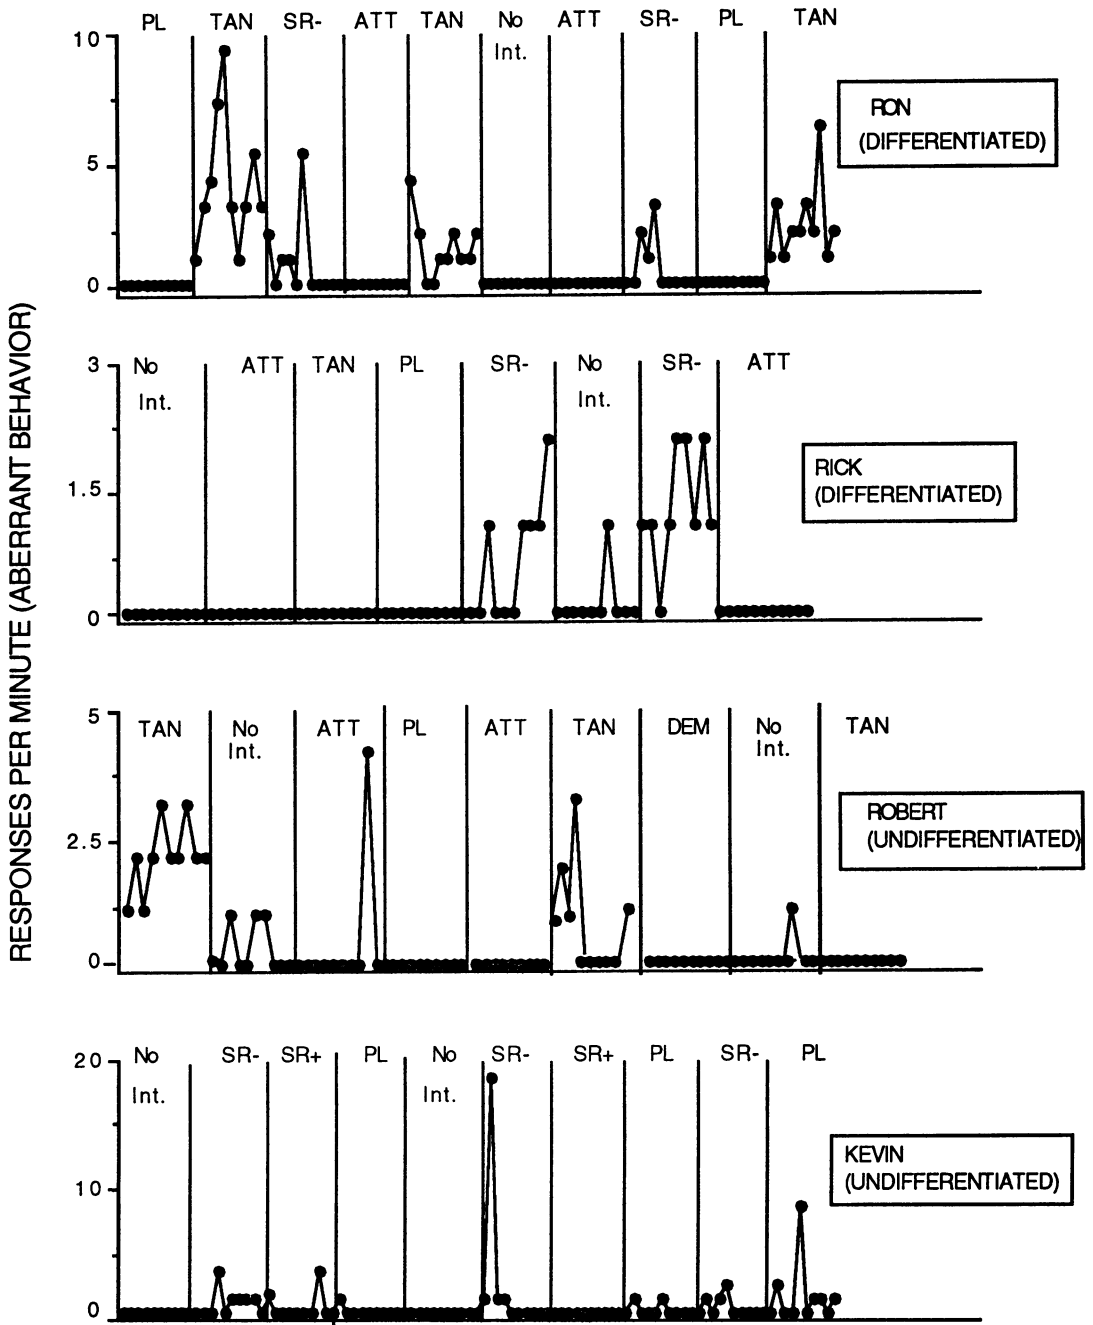 RESPONSES PER MINUTE (ABERRANT BEHAVIOR)
PL TAN SR- ATT TAN No ATT SR- PL TAN
Int.
10
5
0
RON
(DIFFERENTIATED)
No ATT TAN PL SR- No SR- ATT
Int. Int.
3
1.5
0
RICK
(DIFFERENTIATED)
TAN No ATT PL ATT TAN DEM No TAN
Int. Int.
5
2.5
0
ROBERT
(UNDIFFERENTIATED)
No SR- SR+ PL No SR- SR+ PL SR- PL
Int. Int.
20
10
0
KEVIN
(UNDIFFERENTIATED)